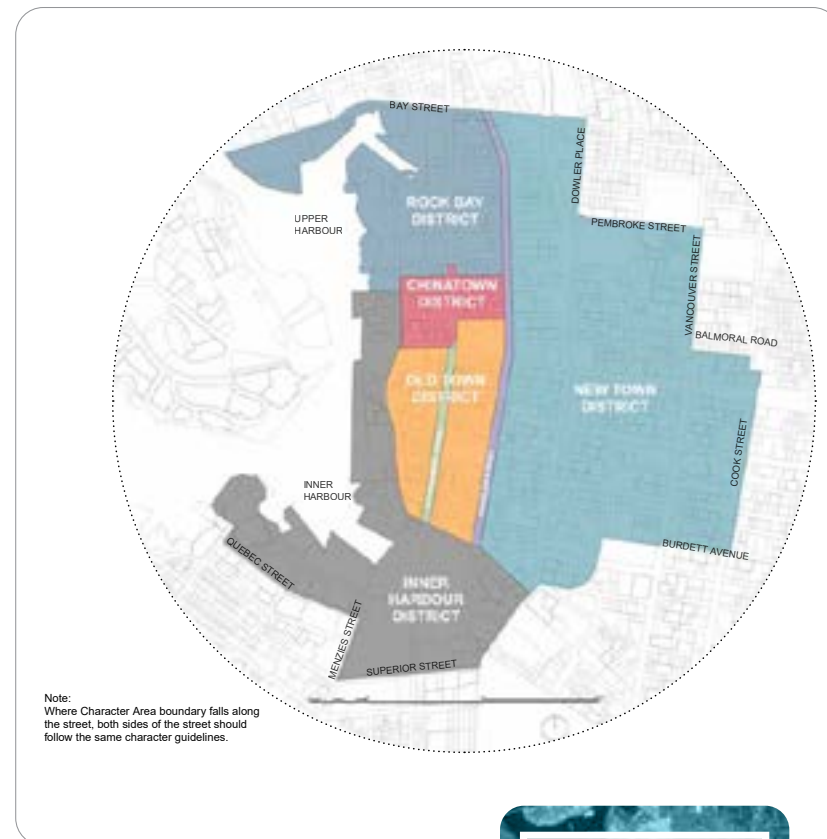 BAY STREET
DOWLER PLACE
ROCK BAY
DISTRICT
UPPER
HARBOUR
PEMBROKE STREET
VANCOUVER STREET
CHINATOWN
DISTRICT
BALMORAL ROAD
OLD TOWN
DISTRICT
NEW TOWN
DISTRICT
COOK STREET
INNER
HARBOUR
QUEBEC STREET
BURDETT AVENUE
INNER
HARBOUR
DISTRICT
MENZIES STREET
SUPERIOR STREET
Note:
Where Character Area boundary falls along
the street, both sides of the street should
follow the same character guidelines.